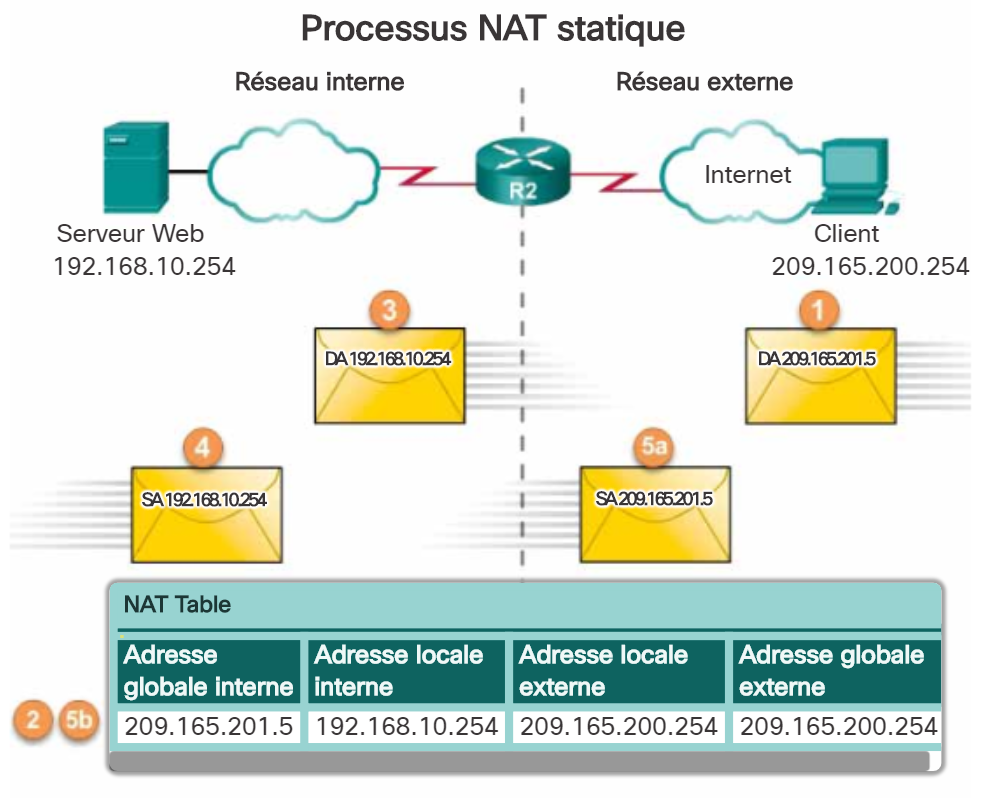 Processus NAT statique
Réseau interne
Réseau externe
R2
Internet
Serveur Web
192.168.10.254
Client
209.165.200.254
3
DA 192.168.10.254
1
DA 209.165.201.5
4
SA 192.168.10.254
5a
SA 209.165.201.5
NAT Table
Adresse
globale interne
Adresse locale
interne
Adresse locale
externe
Adresse globale
externe
2
5b
209.165.201.5
192.168.10.254
209.165.200.254
209.165.200.254